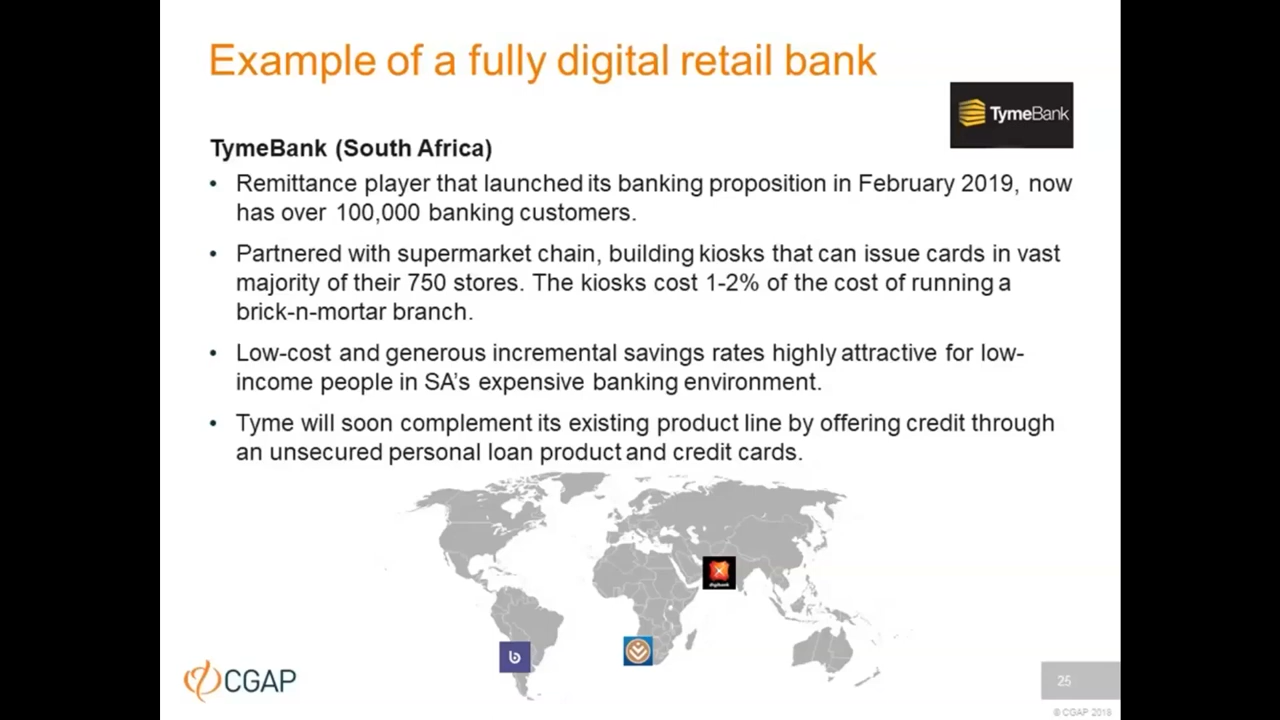 Example of a fully digital retail bank
TymeBank
TymeBank (South Africa)
• Remittance player that launched its banking proposition in February 2019, now
has over 100,000 banking customers.
• Partnered with supermarket chain, building kiosks that can issue cards in vast
majority of their 750 stores. The kiosks cost 1-2% of the cost of running a
brick-n-mortar branch.
• Low-cost and generous incremental savings rates highly attractive for low-
income people in SA’s expensive banking environment.
• Tyme will soon complement its existing product line by offering credit through
an unsecured personal loan product and credit cards.
digibank
b
CGAP
25
© CGAP 2018